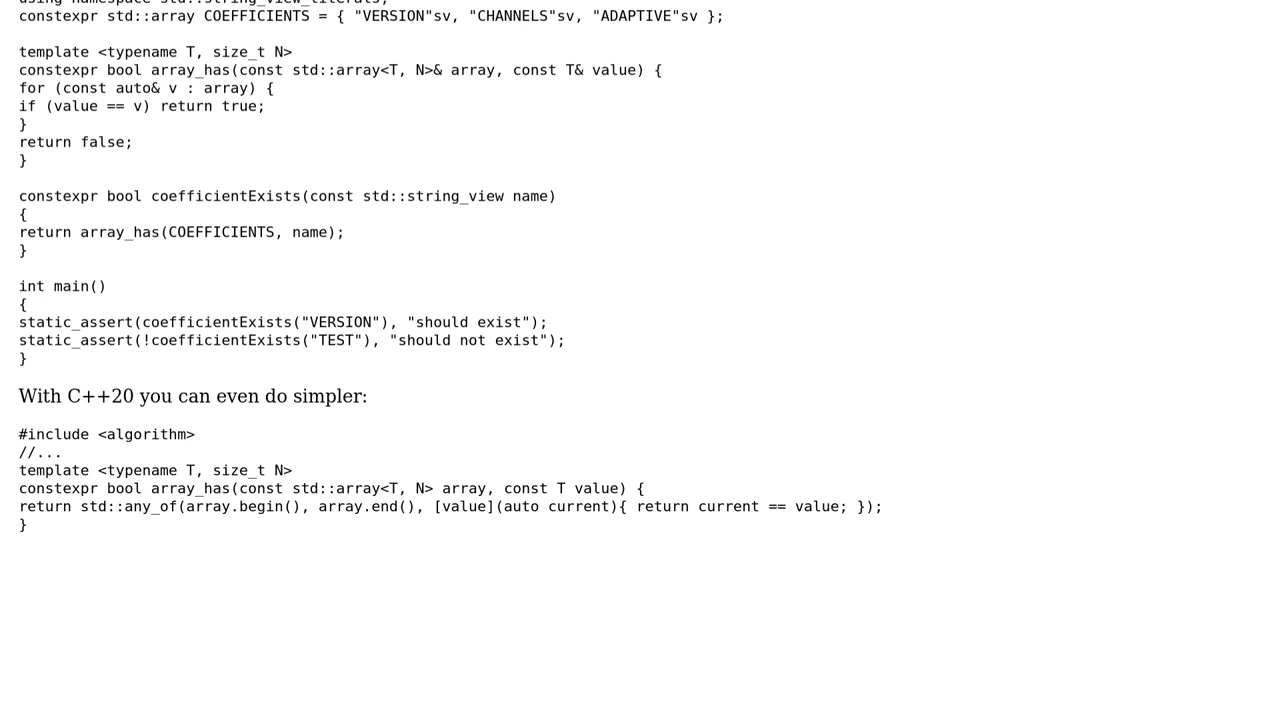 using namespace std::string_view_literals;
constexpr std::array COEFFICIENTS = { "VERSION"sv, "CHANNELS"sv, "ADAPTIVE"sv };
template <typename T, size_t N>
constexpr bool array_has(const std::array<T, N>& array, const T& value) {
for (const auto& v : array) {
if (value == v) return true;
}
return false;
}
constexpr bool coefficientExists(const std::string_view name)
{
return array_has(COEFFICIENTS, name);
}
int main()
{
static_assert(coefficientExists("VERSION"), "should exist");
static_assert(!coefficientExists("TEST"), "should not exist");
}
With C++20 you can even do simpler:
#include <algorithm>
//...
template <typename T, size_t N>
constexpr bool array_has(const std::array<T, N> array, const T value) {
return std::any_of(array.begin(), array.end(), [value](auto current){ return current == value; });
}